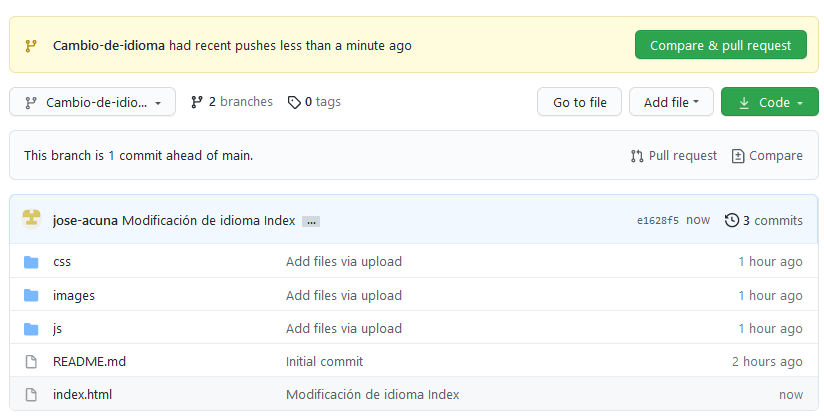 Cambio-de-idioma had recent pushes less than a minute ago Compare & pull request
Cambio-de-idio... 2 branches 0 tags Go to file Add file Code
This branch is 1 commit ahead of main. Pull request Compare
jose-acuna Modificación de idioma Index ... e1628f5 now 3 commits
css Add files via upload 1 hour ago
images Add files via upload 1 hour ago
js Add files via upload 1 hour ago
README.md Initial commit 2 hours ago
index.html Modificación de idioma Index now